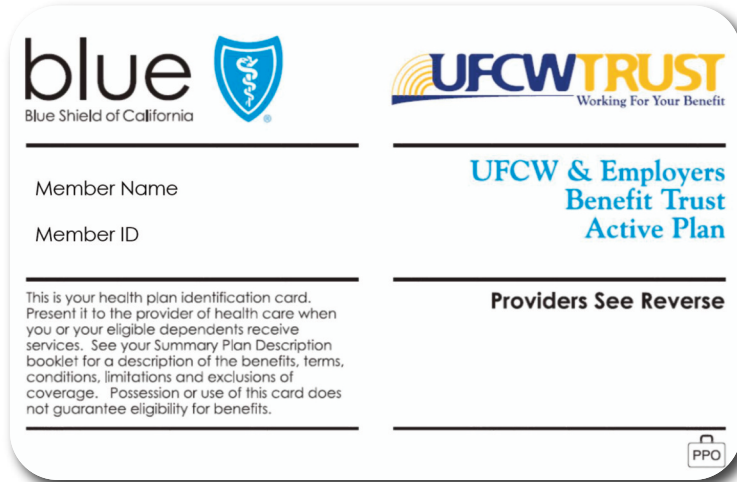 blue
Blue Shield of California
UFCWTRUST
Working For Your Benefit
Member Name
Member ID
UFCW & Employers
Benefit Trust
Active Plan
This is your health plan identification card.
Present it to the provider of health care when
you or your eligible dependents receive
services. See your Summary Plan Description
booklet for a description of the benefits, terms,
conditions, limitations and exclusions of
coverage. Possession or use of this card does
not guarantee eligibility for benefits.
Providers See Reverse
PPO